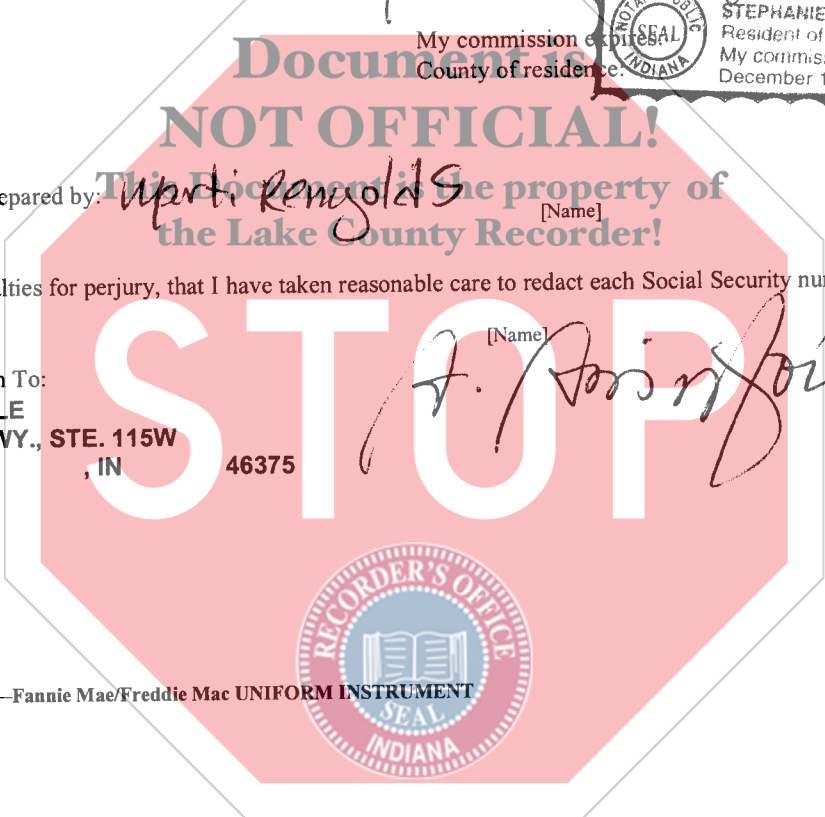 STEPHANIE
Resident of
My commission expires:
My commis
County of residence:
December 1
NOTARY PUBLIC
SEAL
INDIANA
Document is
NOT OFFICIAL!
This Document is the property of
the Lake County Recorder!
epared by: Marti Rengolds
[Name]
lties for perjury, that I have taken reasonable care to redact each Social Security nu
[Name]
STOP
n To:
LE
WY., STE. 115W
, IN 46375
RECORDER'S OFFICE
SEAL
INDIANA
—Fannie Mae/Freddie Mac UNIFORM INSTRUMENT